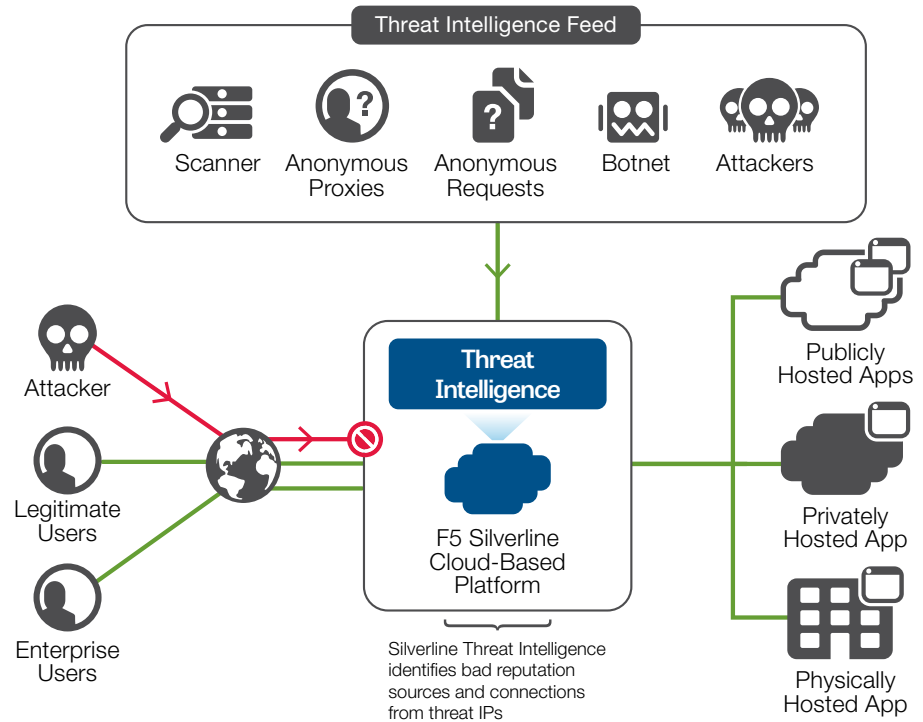 Threat Intelligence Feed
Scanner
Anonymous
Proxies
Anonymous
Requests
Botnet
Attackers
?
?
Attacker
Legitimate
Users
Enterprise
Users
Threat
Intelligence
F5 Silverline
Cloud-Based
Platform
Silverline Threat Intelligence
identifies bad reputation
sources and connections
from threat IPs
Publicly
Hosted Apps
Privately
Hosted App
Physically
Hosted App